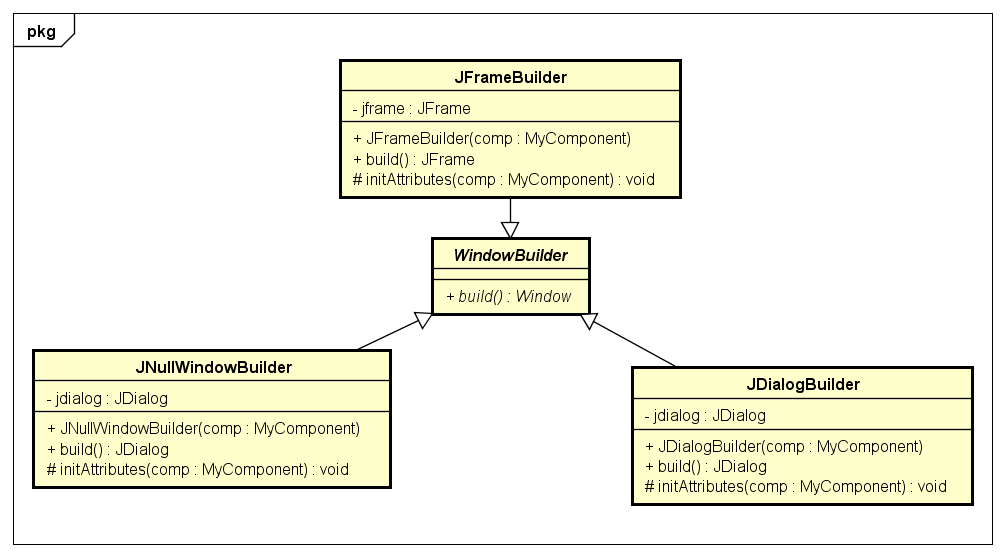 pkg
JFrameBuilder
- jframe : JFrame
+ JFrameBuilder(comp : MyComponent)
+ build() : JFrame
# initAttributes(comp : MyComponent) : void
WindowBuilder
+ build() : Window
JNullWindowBuilder
- jdialog : JDialog
+ JNullWindowBuilder(comp : MyComponent)
+ build() : JDialog
# initAttributes(comp : MyComponent) : void
JDialogBuilder
- jdialog : JDialog
+ JDialogBuilder(comp : MyComponent)
+ build() : JDialog
# initAttributes(comp : MyComponent) : void